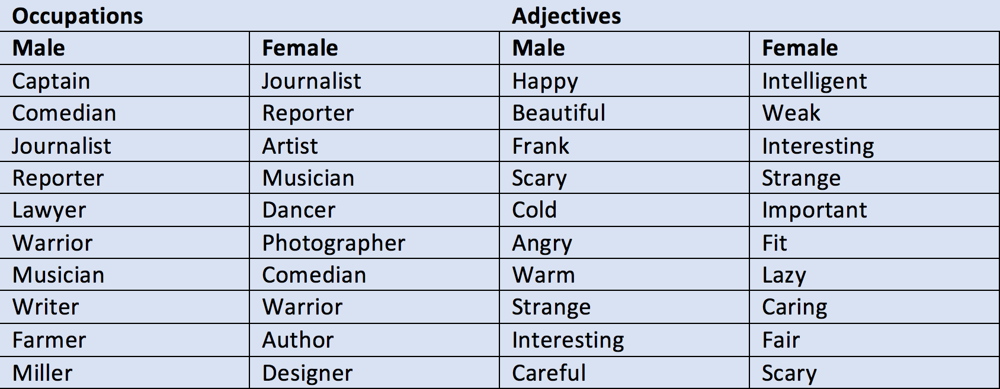 Occupations Adjectives
Male Female Male Female
Captain Journalist Happy Intelligent
Comedian Reporter Beautiful Weak
Journalist Artist Frank Interesting
Reporter Musician Scary Strange
Lawyer Dancer Cold Important
Warrior Photographer Angry Fit
Musician Comedian Warm Lazy
Writer Warrior Strange Caring
Farmer Author Interesting Fair
Miller Designer Careful Scary